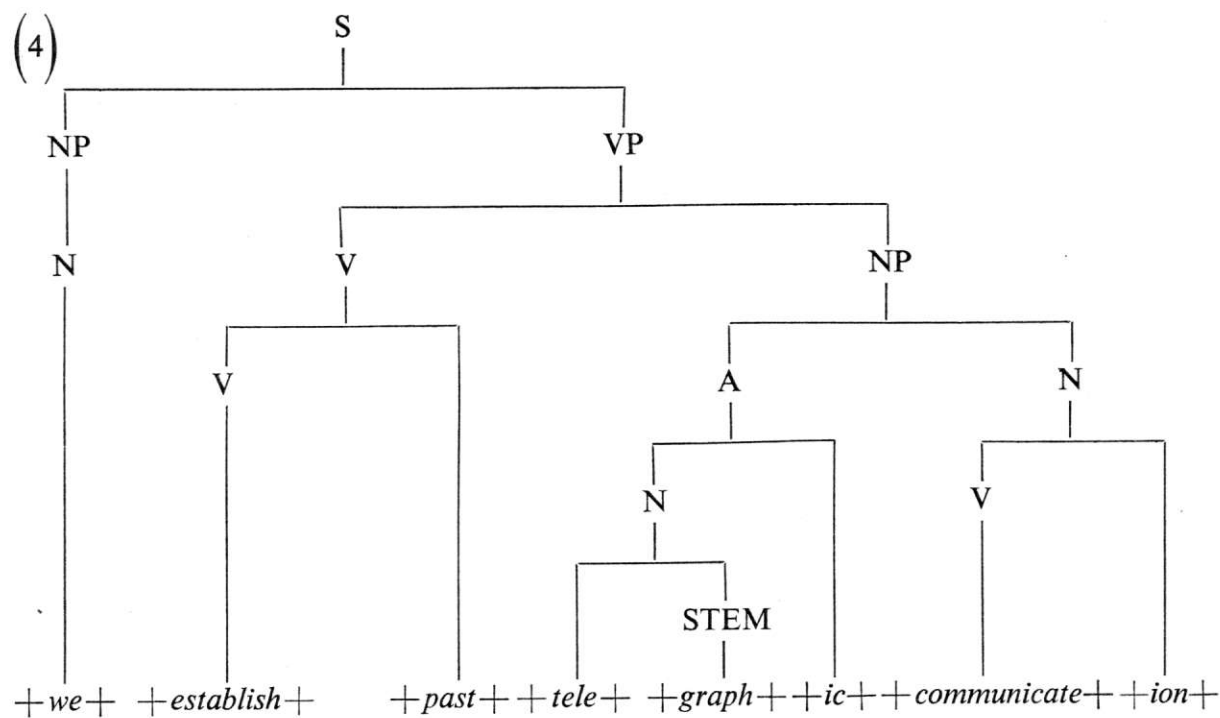 (4) S
NP VP
N V NP
V A N
N V
STEM
+we+ +establish+ +past+ +tele+ +graph+ +ic+ +communicate+ +ion+